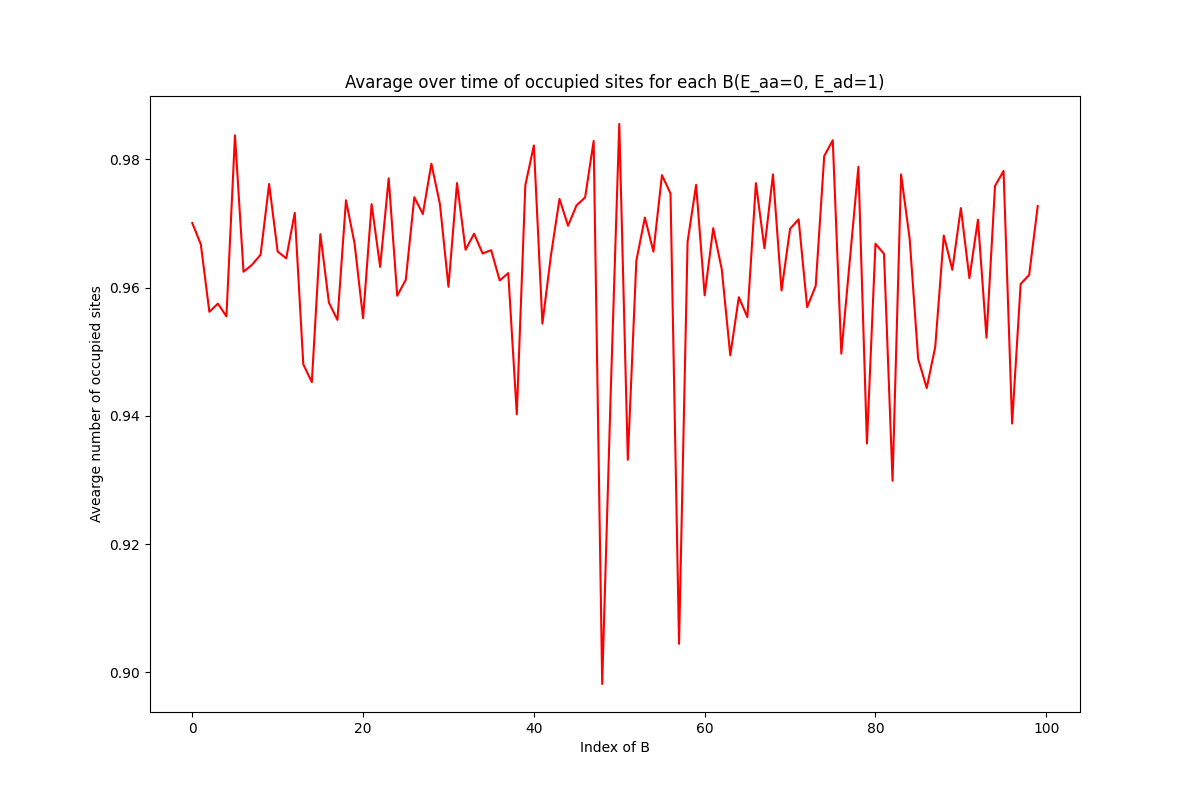 Avarage over time of occupied sites for each B(E_aa=0, E_ad=1)
Avearge number of occupied sites
0.98
0.96
0.94
0.92
0.90
0 20 40 60 80 100
Index of B